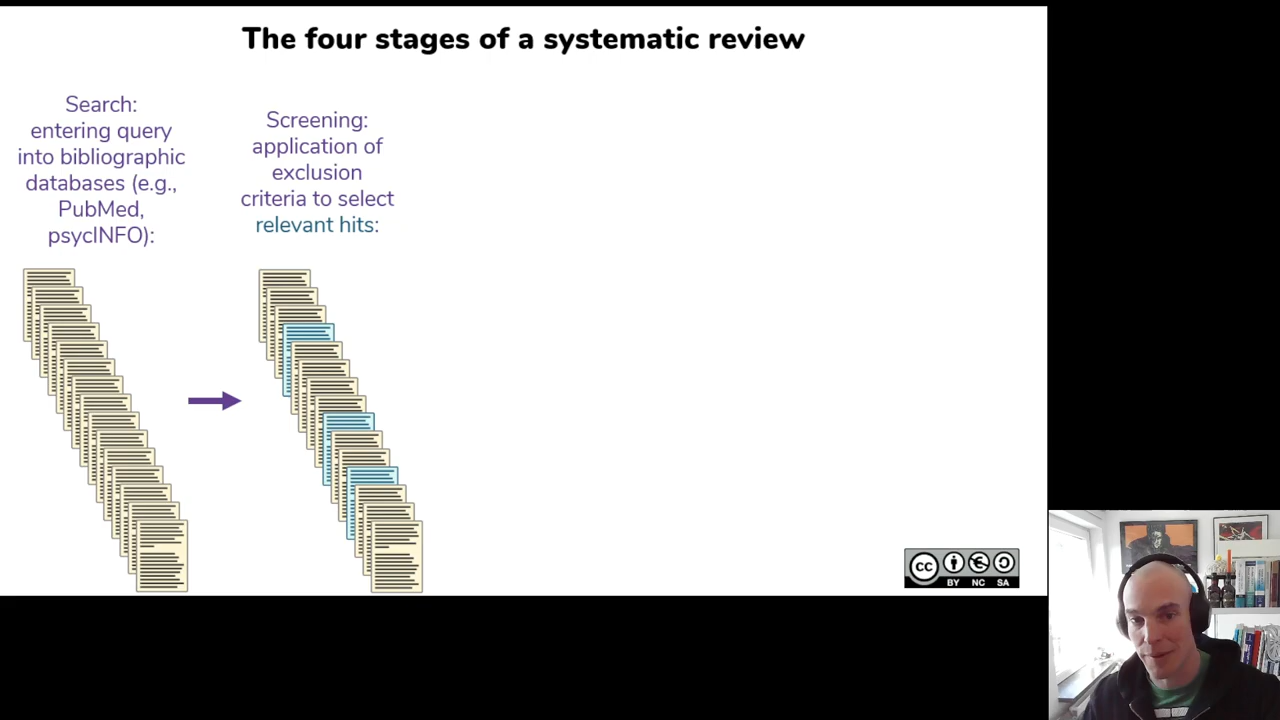 The four stages of a systematic review
Search:
entering query
into bibliographic
databases (e.g.,
PubMed,
psycINFO):
Screening:
application of
exclusion
criteria to select
relevant hits:
cc
BY NC SA